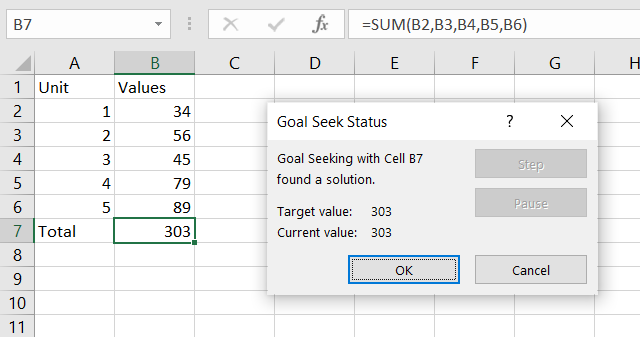 B7 =SUM(B2,B3,B4,B5,B6)
A B C D E F G H
1 Unit Values
2 1 34
3 2 56
4 3 45
5 4 79
6 5 89
7 Total 303
8
9
10
11
Goal Seek Status ?
Goal Seeking with Cell B7
found a solution.
Step
Target value: 303
Pause
Current value: 303
OK Cancel